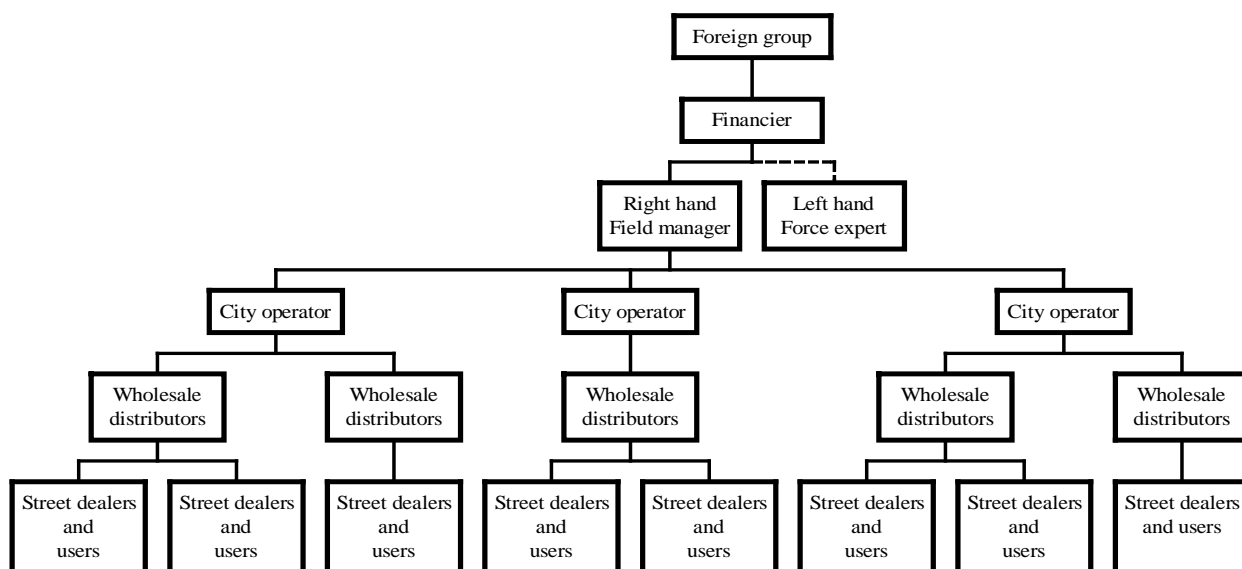 Foreign group
Financier
Right hand
Field manager
Left hand
Force expert
City operator
City operator
City operator
Wholesale
distributors
Wholesale
distributors
Wholesale
distributors
Wholesale
distributors
Wholesale
distributors
Street dealers
and
users
Street dealers
and
users
Street dealers
and
users
Street dealers
and
users
Street dealers
and
users
Street dealers
and
users
Street dealers
and
users
Street dealers
and users